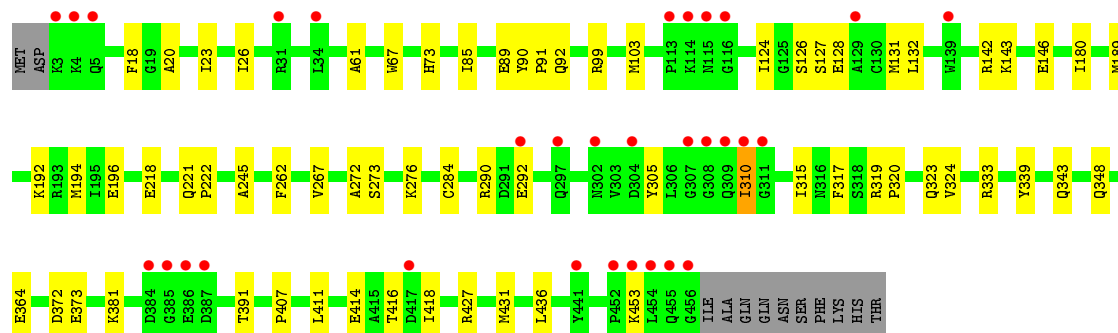 MET ASP K3 K4 Q5 F18 G19 A20 I23 I26 R31 L34 A61 W67 H73 I85 E89 Y90 P91 Q92 R99 M103 P113 K114 N115 G116 I124 G125 S126 S127 E128 A129 C130 M131 L132 W139 R142 K143 E146 I180 M189
K192 R193 M194 I195 E196 E218 Q221 P222 A245 F262 V267 A272 S273 K276 C284 R290 D291 E292 Q297 N302 V303 D304 Y305 L306 G307 G308 Q309 I310 G311 I315 N316 F317 S318 R319 P320 Q323 V324 R333 Y339 Q343 Q348
E364 D372 E373 K381 D384 G385 E386 D387 T391 P407 L411 E414 A415 T416 D417 I418 R427 M431 L436 Y441 P452 K453 L454 Q455 G456 ILE ALA GLN GLN ASN SER PHE LYS HIS THR